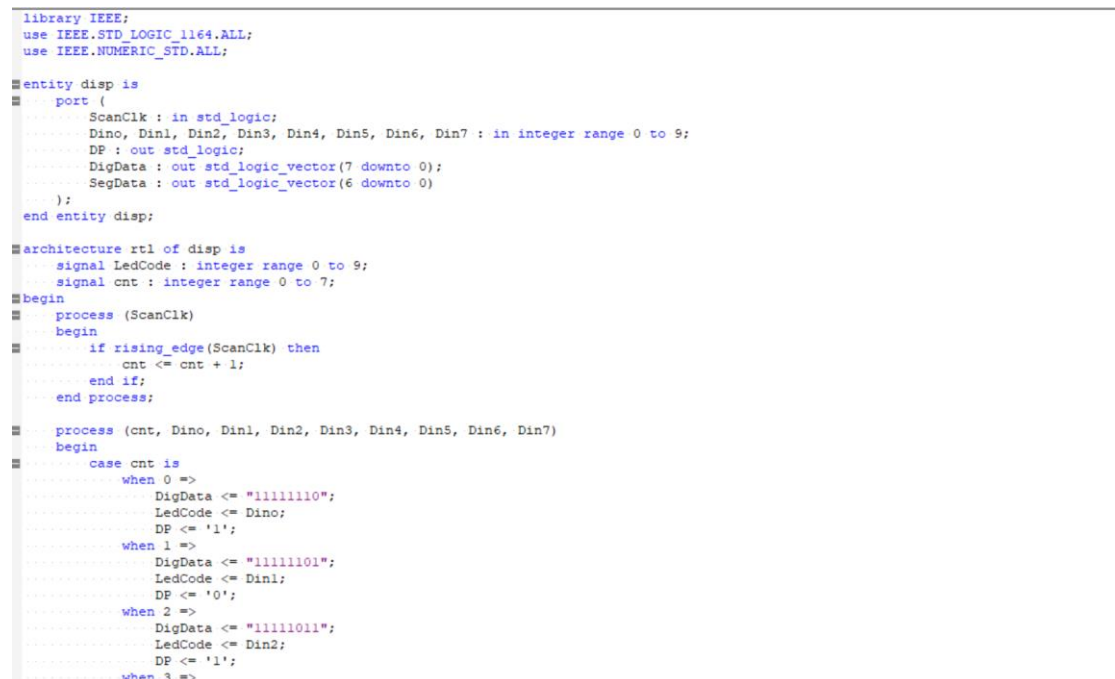 library IEEE;
use IEEE.STD_LOGIC_1164.ALL;
use IEEE.NUMERIC_STD.ALL;
entity disp is
port (
ScanClk : in std_logic;
Dino, Din1, Din2, Din3, Din4, Din5, Din6, Din7 : in integer range 0 to 9;
DP : out std_logic;
DigData : out std_logic_vector(7 downto 0);
SegData : out std_logic_vector(6 downto 0)
);
end entity disp;
architecture rtl of disp is
signal LedCode : integer range 0 to 9;
signal cnt : integer range 0 to 7;
begin
process (ScanClk)
begin
if rising_edge(ScanClk) then
cnt <= cnt + 1;
end if;
end process;
process (cnt, Dino, Din1, Din2, Din3, Din4, Din5, Din6, Din7)
begin
case cnt is
when 0 =>
DigData <= "11111110";
LedCode <= Dino;
DP <= '1';
when 1 =>
DigData <= "11111101";
LedCode <= Din1;
DP <= '0';
when 2 =>
DigData <= "11111011";
LedCode <= Din2;
DP <= '1';
when 3 =>